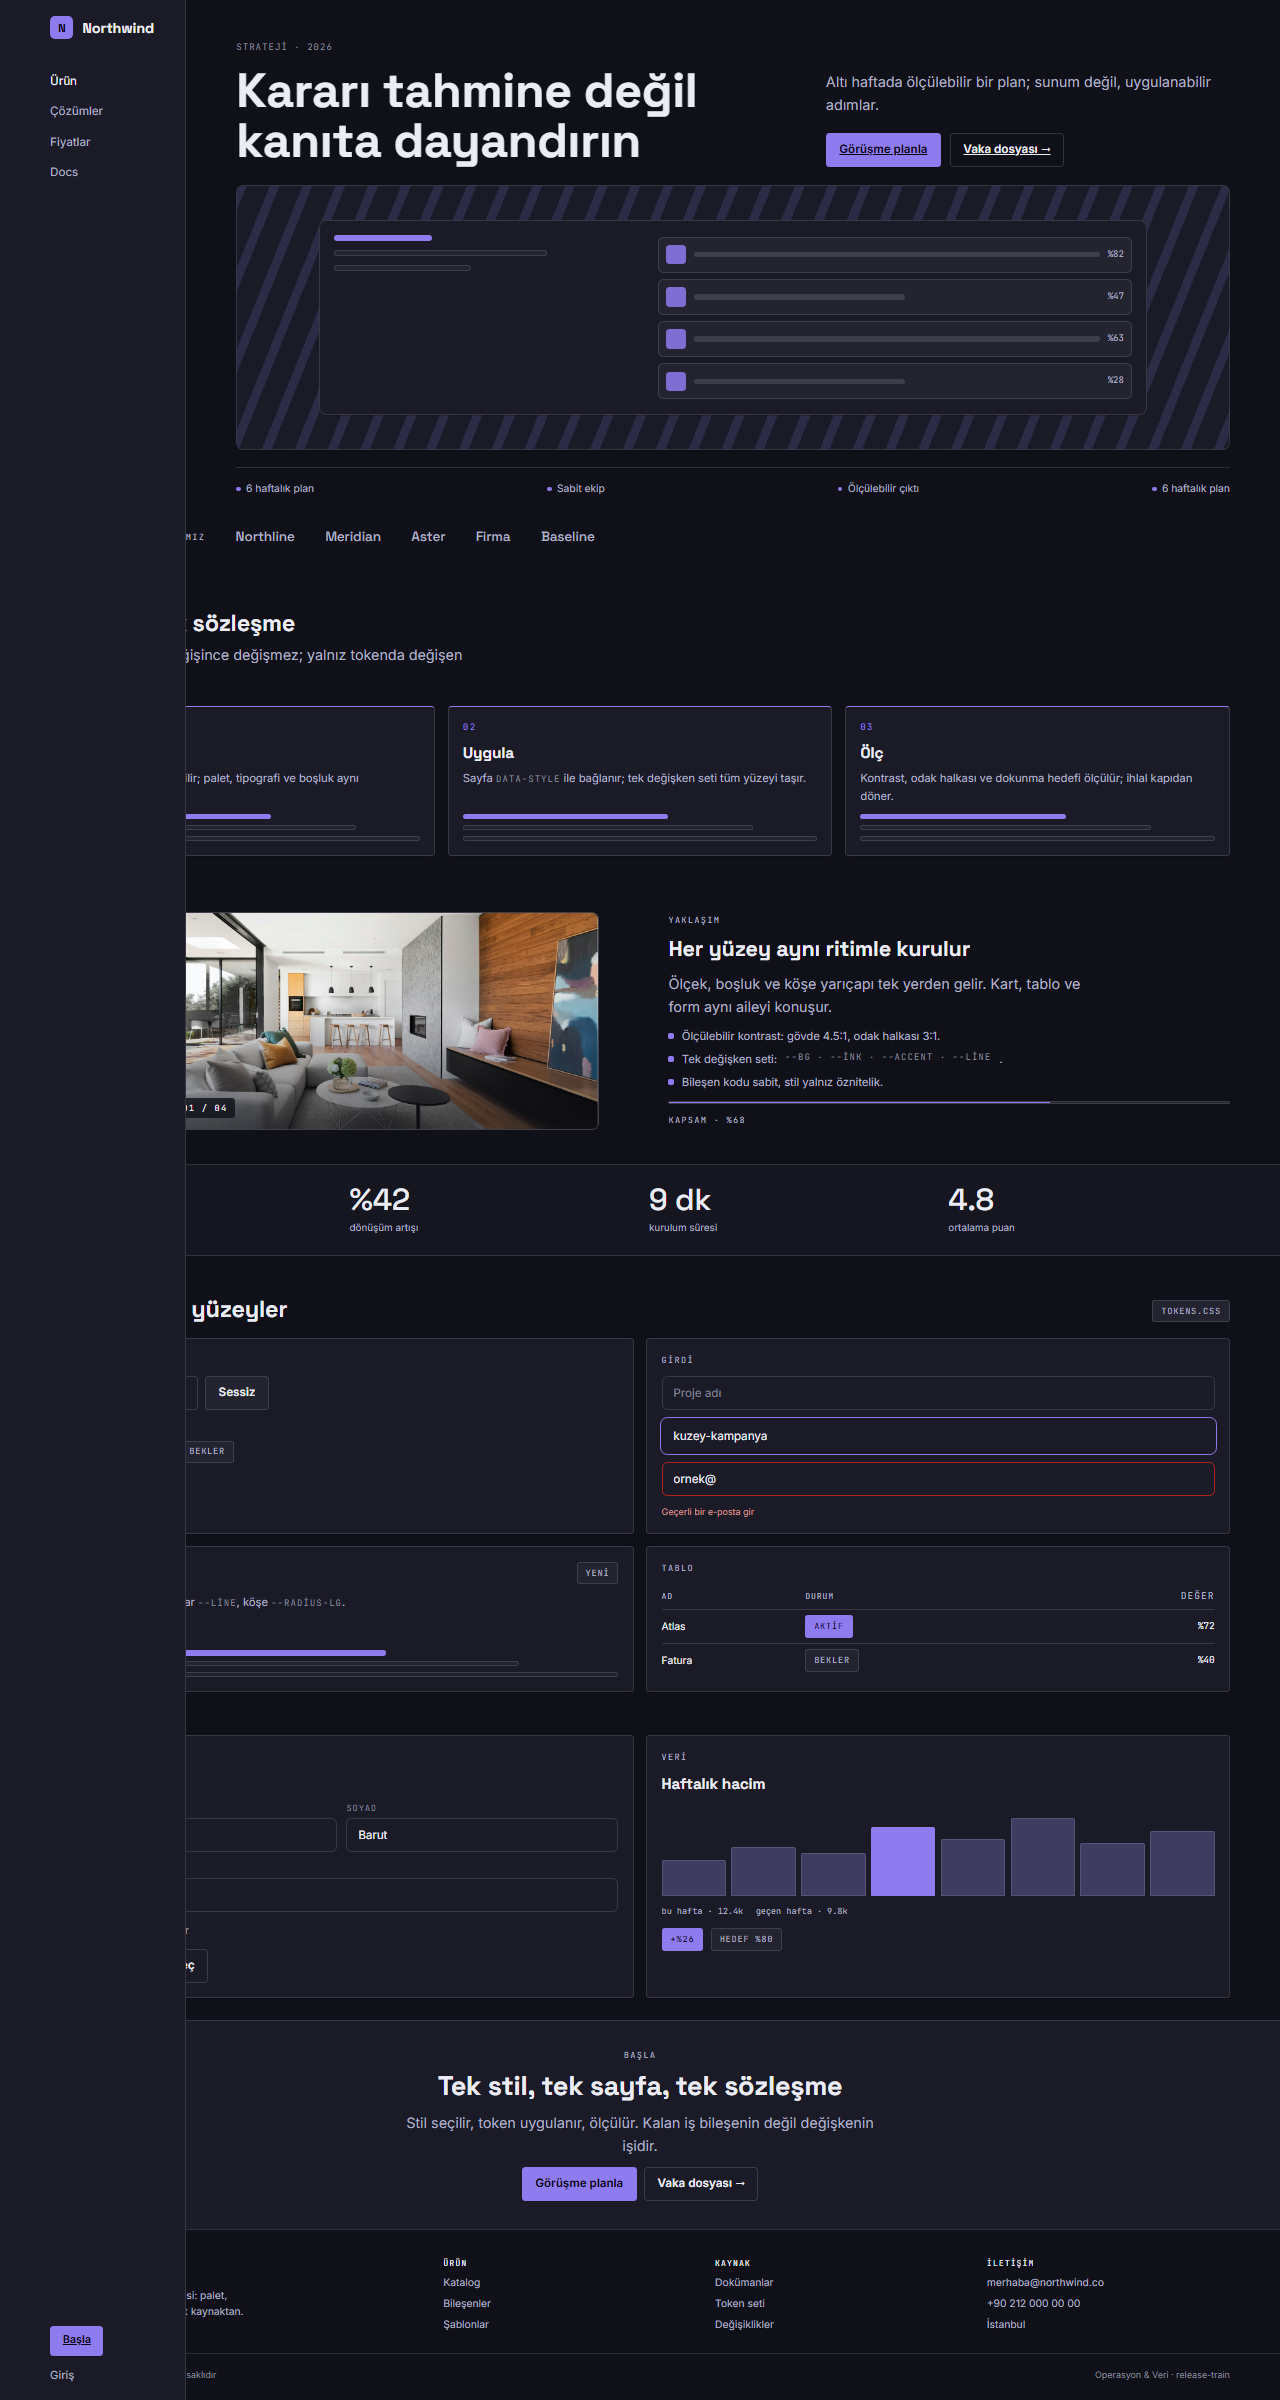 N Northwind
Ürün
Çözümler
Fiyatlar
Docs
Başla
Giriş
STRATEJİ · 2026
Kararı tahmine değil
kanıta dayandırın
Altı haftada ölçülebilir bir plan; sunum değil, uygulanabilir
adımlar.
Görüşme planla
Vaka dosyası →
%82
%47
%63
%28
6 haftalık plan
Sabit ekip
Ölçülebilir çıktı
6 haftalık plan
MIZ
Northline
Meridian
Aster
Firma
Baseline
sözleşme
ğişince değişmez; yalnız tokenda değişen
ilir; palet, tipografi ve boşluk aynı
02
Uygula
Sayfa DATA-STYLE ile bağlanır; tek değişken seti tüm yüzeyi taşır.
03
Ölç
Kontrast, odak halkası ve dokunma hedefi ölçülür; ihlal kapıdan
döner.
01 / 04
YAKLAŞIM
Her yüzey aynı ritimle kurulur
Ölçek, boşluk ve köşe yarıçapı tek yerden gelir. Kart, tablo ve
form aynı aileyi konuşur.
Ölçülebilir kontrast: gövde 4.5:1, odak halkası 3:1.
Tek değişken seti: --BG · --İNK · --ACCENT · --LİNE .
Bileşen kodu sabit, stil yalnız öznitelik.
KAPSAM · %68
%42
dönüşüm artışı
9 dk
kurulum süresi
4.8
ortalama puan
yüzeyler
TOKENS.CSS
Sessiz
BEKLER
GİRDİ
Proje adı
kuzey-kampanya
ornek@
Geçerli bir e-posta gir
YENİ
ar --LİNE, köşe --RADİUS-LG.
TABLO
AD DURUM DEĞER
Atlas AKTİF %72
Fatura BEKLER %40
SOYAD
Barut
r
eç
VERİ
Haftalık hacim
bu hafta · 12.4k geçen hafta · 9.8k
+%26
HEDEF %80
BAŞLA
Tek stil, tek sayfa, tek sözleşme
Stil seçilir, token uygulanır, ölçülür. Kalan iş bileşenin değil değişkenin
işidir.
Görüşme planla
Vaka dosyası →
si: palet,
k kaynaktan.
ÜRÜN
Katalog
Bileşenler
Şablonlar
KAYNAK
Dokümanlar
Token seti
Değişiklikler
İLETİŞİM
merhaba@northwind.co
+90 212 000 00 00
İstanbul
saklıdır
Operasyon & Veri · release-train